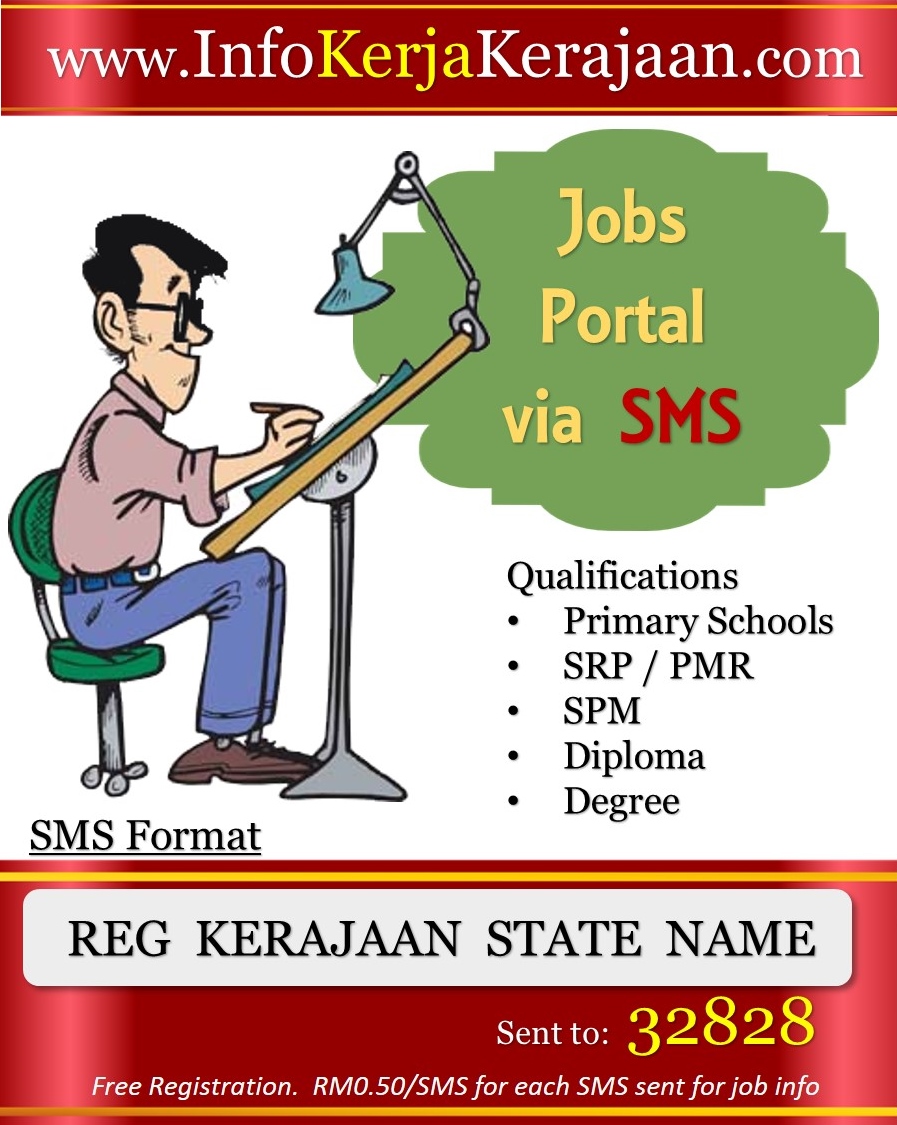 www.InfoKerjaKerajaan.com
Jobs
Portal
via SMS
Qualifications
• Primary Schools
• SRP / PMR
• SPM
• Diploma
• Degree
SMS Format
REG KERAJAAN STATE NAME
Sent to: 32828
Free Registration. RM0.50/SMS for each SMS sent for job info